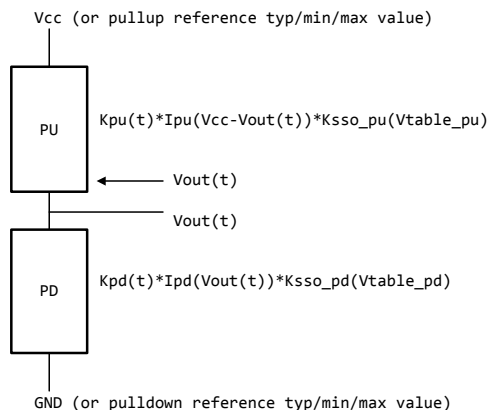 Vcc (or pullup reference typ/min/max value)
PU
Kpu(t)*Ipu(Vcc-Vout(t))*Ksso_pu(Vtable_pu)
Vout(t)
Vout(t)
PD
Kpd(t)*Ipd(Vout(t))*Ksso_pd(Vtable_pd)
GND (or pulldown reference typ/min/max value)